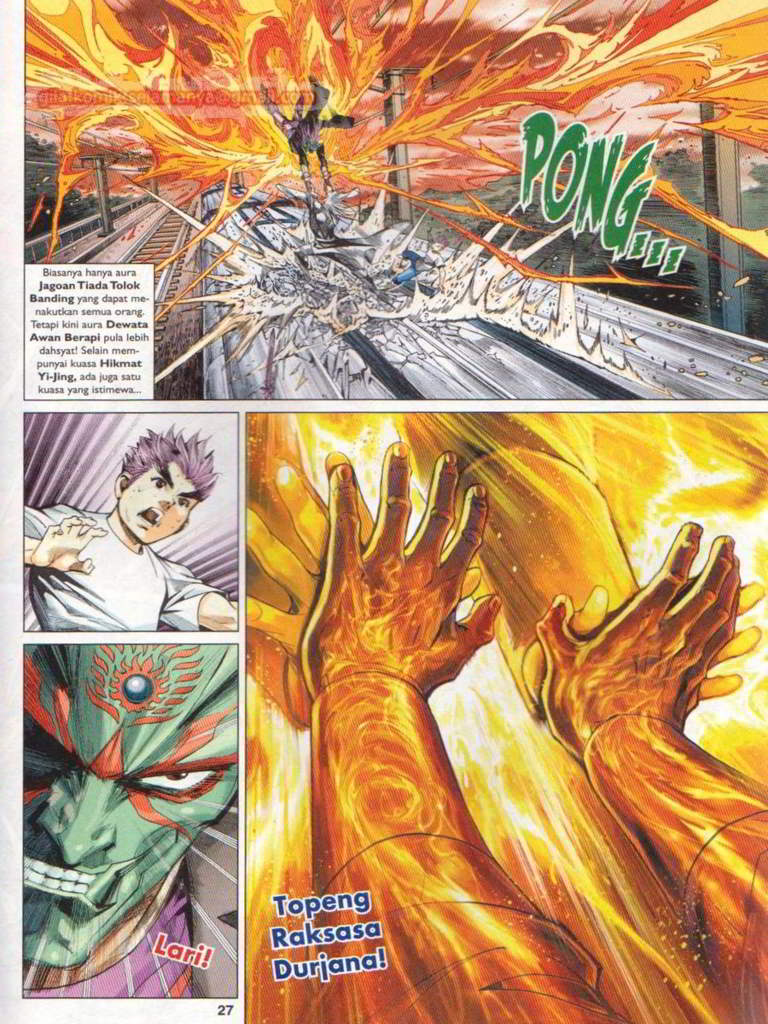 PONG...
Biasanya hanya aura
Jagoan Tiada Tolok
Banding yang dapat me-
nakutkan semua orang.
Tetapi kini aura Dewata
Awan Berapi pula lebih
dahsyat! Selain mem-
punyai kuasa Hikmat
Yi-Jing, ada juga satu
kuasa yang istimewa...
Lari!
Topeng
Raksasa
Durjana!
27